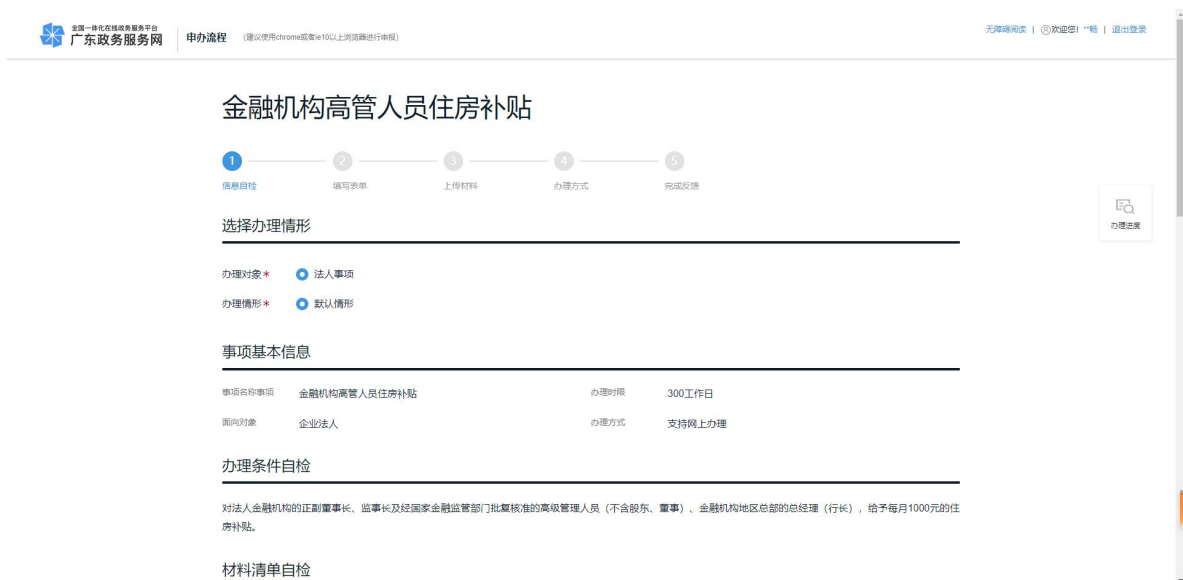 全国一体化在线政务服务平台
广东政务服务网
申办流程 (建议使用chrome或者ie10以上浏览器进行申报)
无障碍阅读 | 欢迎您! **畅 | 退出登录
金融机构高管人员住房补贴
1 2 3 4 5
信息自检 填写表单 上传材料 办理方式 完成反馈
办理进度
选择办理情形
办理对象* 法人事项
办理情形* 默认情形
事项基本信息
事项名称事项 金融机构高管人员住房补贴 办理时限 300工作日
面向对象 企业法人 办理方式 支持网上办理
办理条件自检
对法人金融机构的正副董事长、监事长及经国家金融监管部门批复核准的高级管理人员（不含股东、董事）、金融机构地区总部的总经理（行长），给予每月1000元的住
房补贴。
材料清单自检